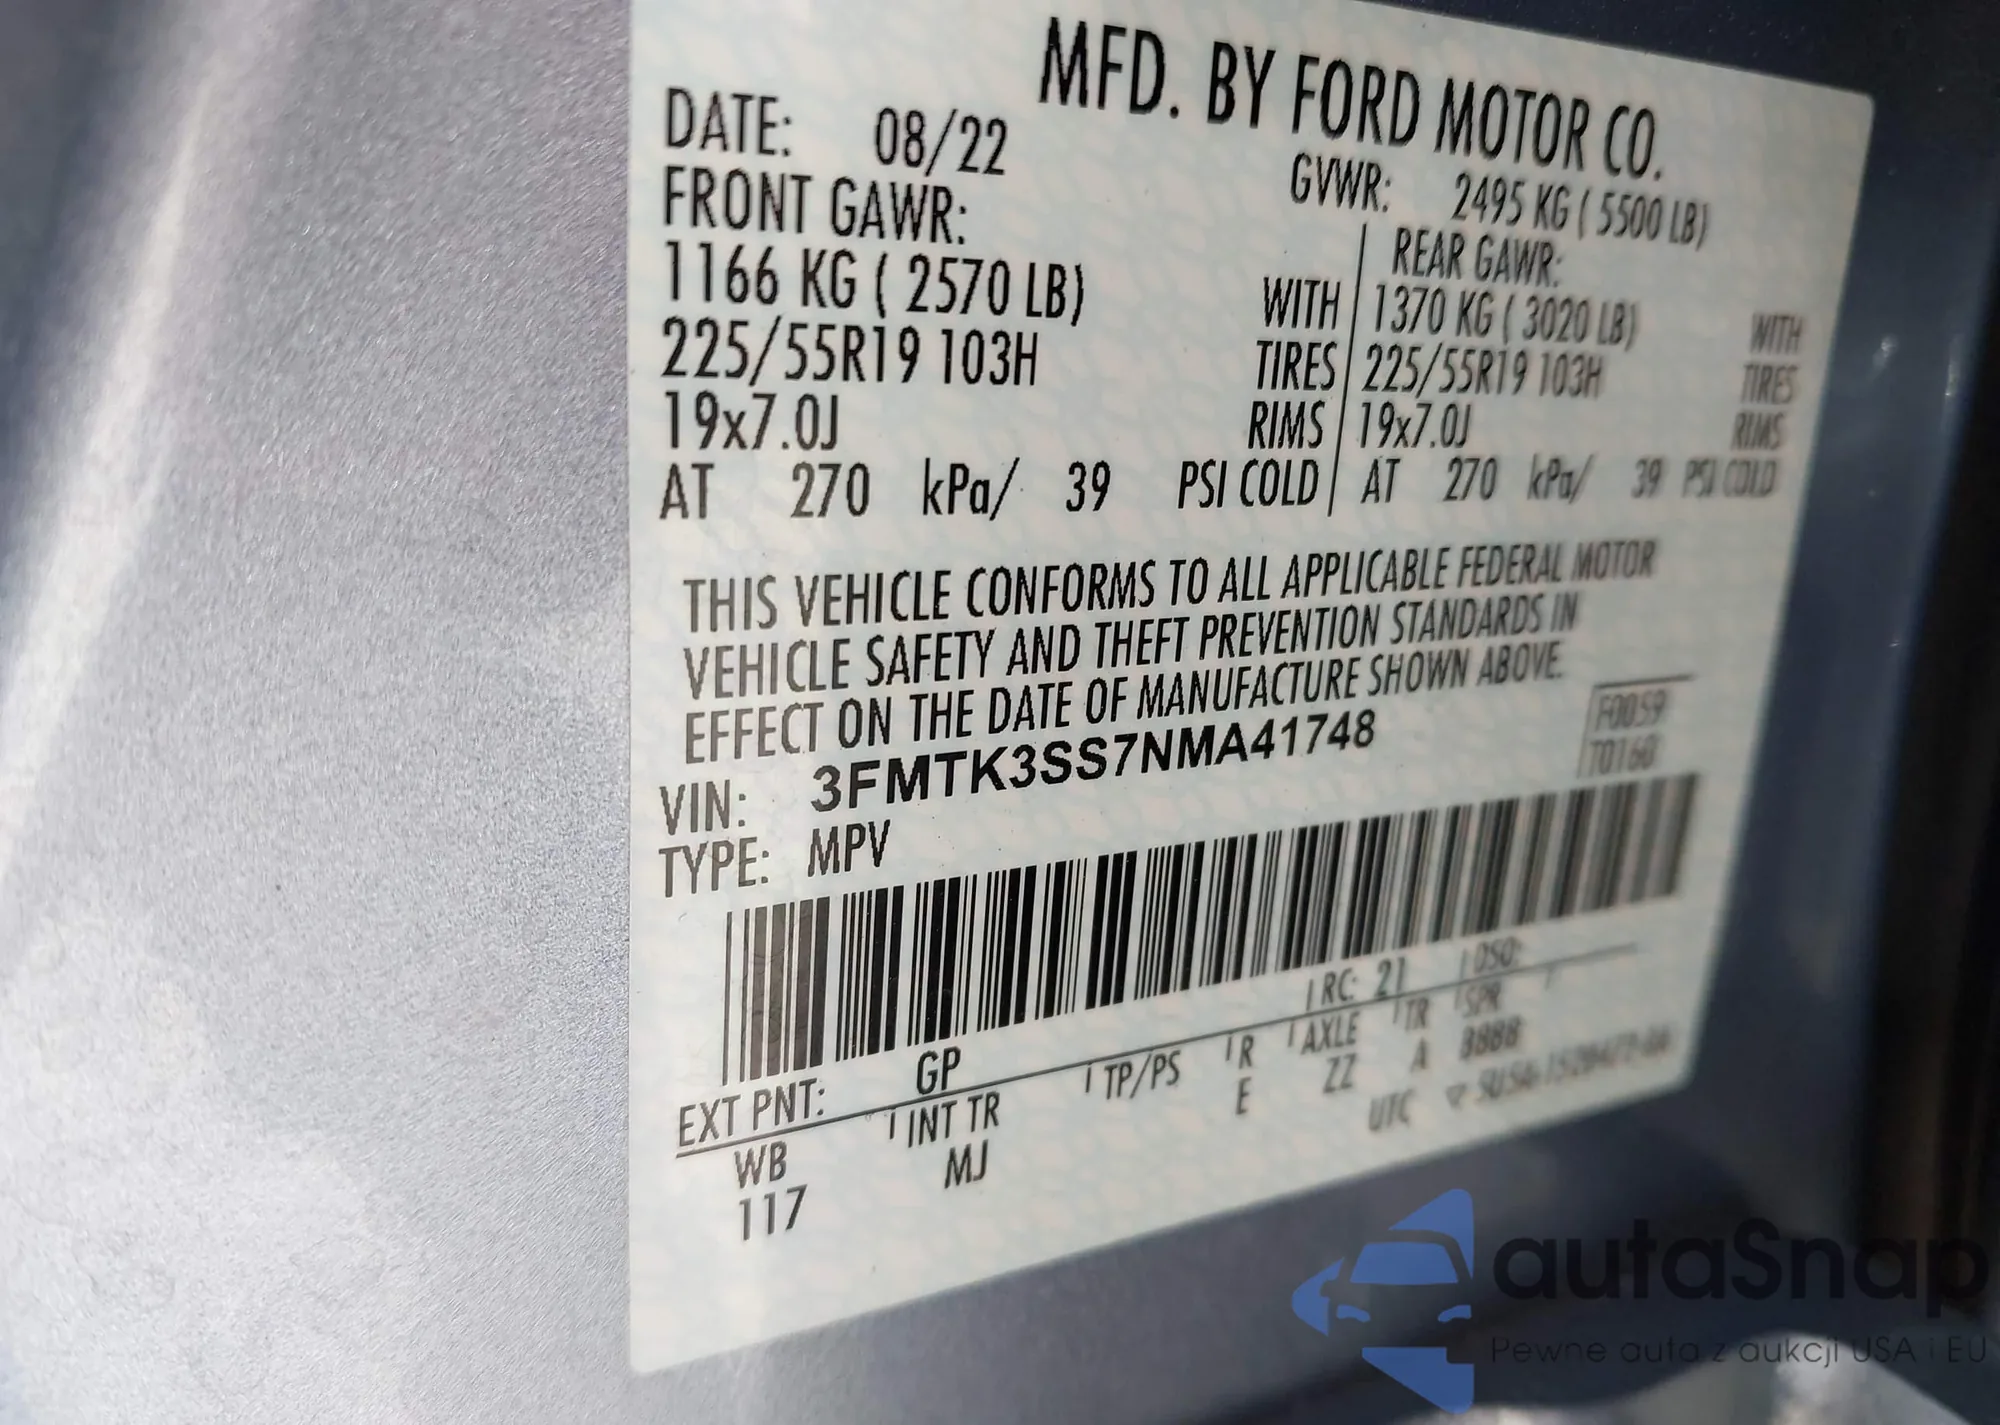 MFD. BY FORD MOTOR CO.
DATE: 08/22
GVWR: 2495 KG ( 5500 LB)
FRONT GAWR:
REAR GAWR:
1166 KG ( 2570 LB) WITH
1370 KG ( 3020 LB) WITH
225/55R19 103H TIRES
225/55R19 103H TIRES
19x7.0J RIMS
19x7.0J RIMS
AT 270 kPa/ 39 PSI COLD
AT 270 kPa/ 39 PSI COLD
THIS VEHICLE CONFORMS TO ALL APPLICABLE FEDERAL MOTOR
VEHICLE SAFETY AND THEFT PREVENTION STANDARDS IN
EFFECT ON THE DATE OF MANUFACTURE SHOWN ABOVE.
VIN: 3FMTK3SS7NMA41748
F0059
T0160
TYPE: MPV
EXT PNT: GP RC: 21 DSO:
WB INT TR TP/PS R AXLE TR SPR
117 MJ E ZZ A
UTC
autaSnap
Pewne auta z aukcji USA i EU